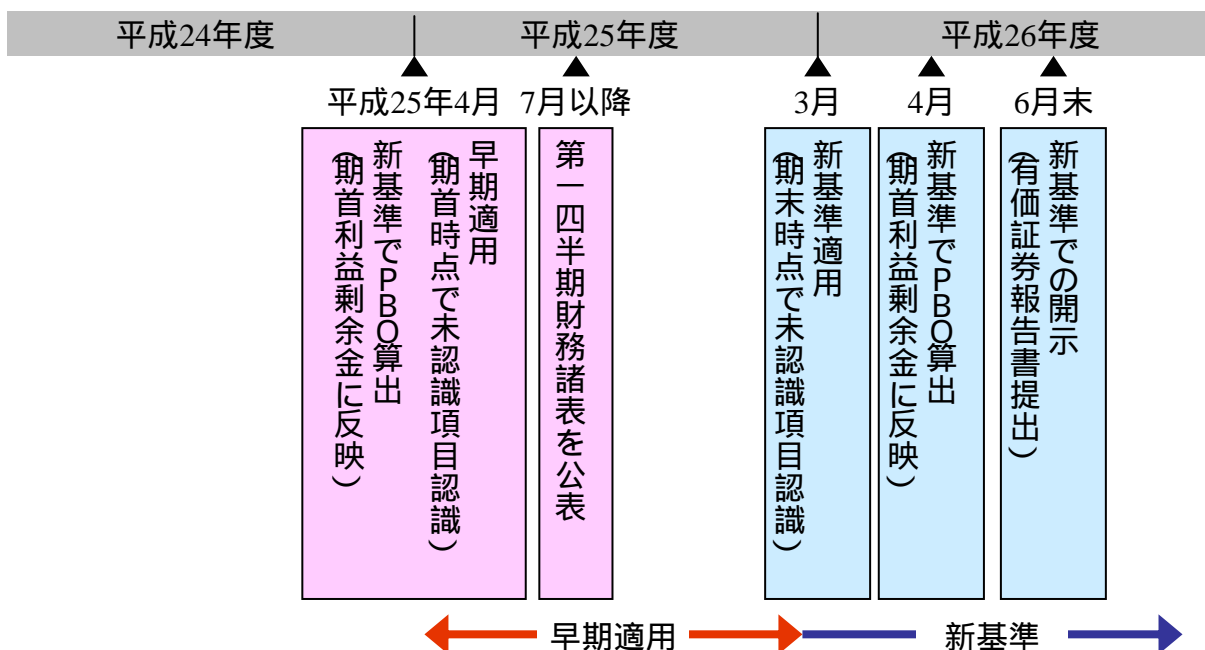 平成24年度
平成25年度
平成26年度
平成25年4月
7月以降
3月
4月
6月末
早期適用
(期首時点で未認識項目認識)
新基準でPBO算出
(期首利益剰余金に反映)
第一四半期財務諸表を公表
新基準適用
(期末時点で未認識項目認識)
新基準でPBO算出
(期首利益剰余金に反映)
新基準での開示
(有価証券報告書提出)
早期適用
新基準